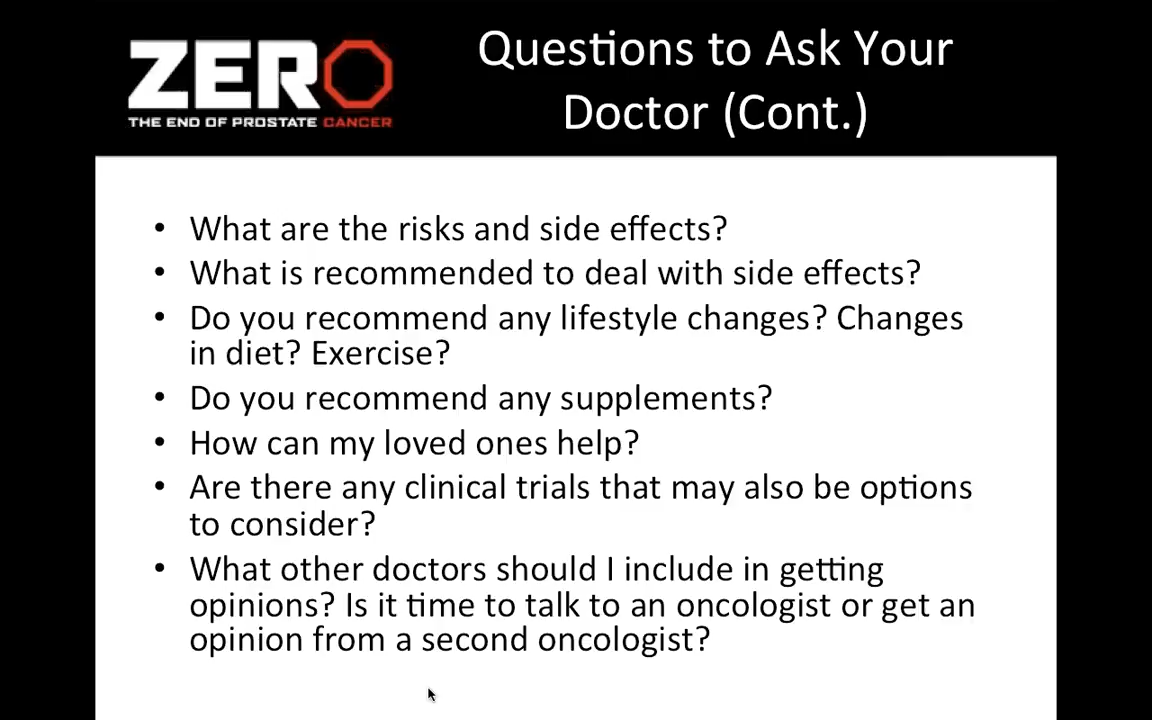 ZERO
THE END OF PROSTATE CANCER
Questions to Ask Your
Doctor (Cont.)
• What are the risks and side effects?
• What is recommended to deal with side effects?
• Do you recommend any lifestyle changes? Changes
in diet? Exercise?
• Do you recommend any supplements?
• How can my loved ones help?
• Are there any clinical trials that may also be options
to consider?
• What other doctors should I include in getting
opinions? Is it time to talk to an oncologist or get an
opinion from a second oncologist?